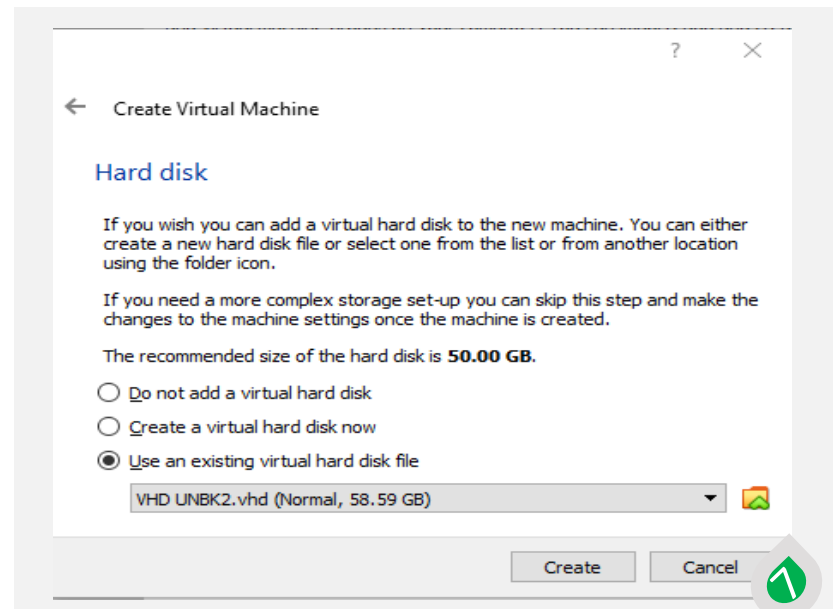 ?
Create Virtual Machine
Hard disk
If you wish you can add a virtual hard disk to the new machine. You can either
create a new hard disk file or select one from the list or from another location
using the folder icon.
If you need a more complex storage set-up you can skip this step and make the
changes to the machine settings once the machine is created.
The recommended size of the hard disk is 50.00 GB.
Do not add a virtual hard disk
Create a virtual hard disk now
Use an existing virtual hard disk file
VHD UNBK2.vhd (Normal, 58.59 GB)
Create Cancel